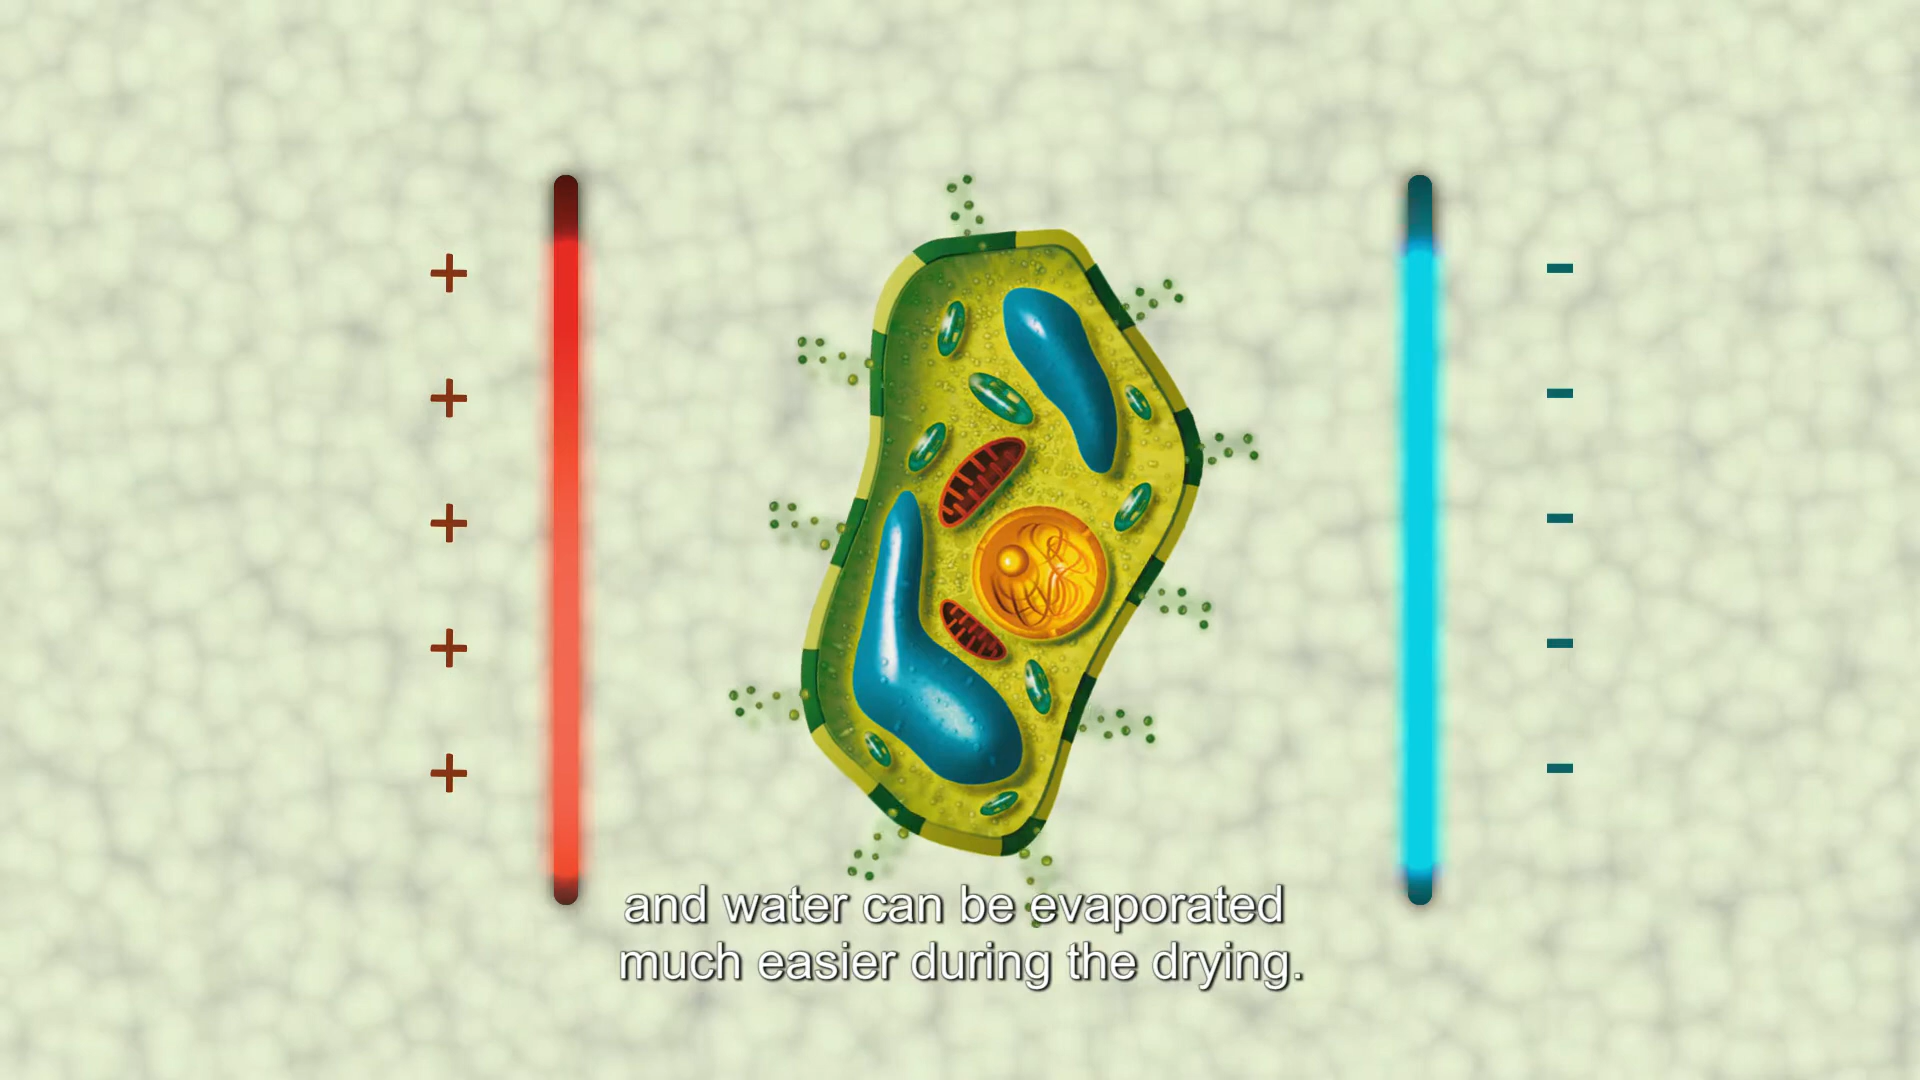 and water can be evaporated
much easier during the drying.